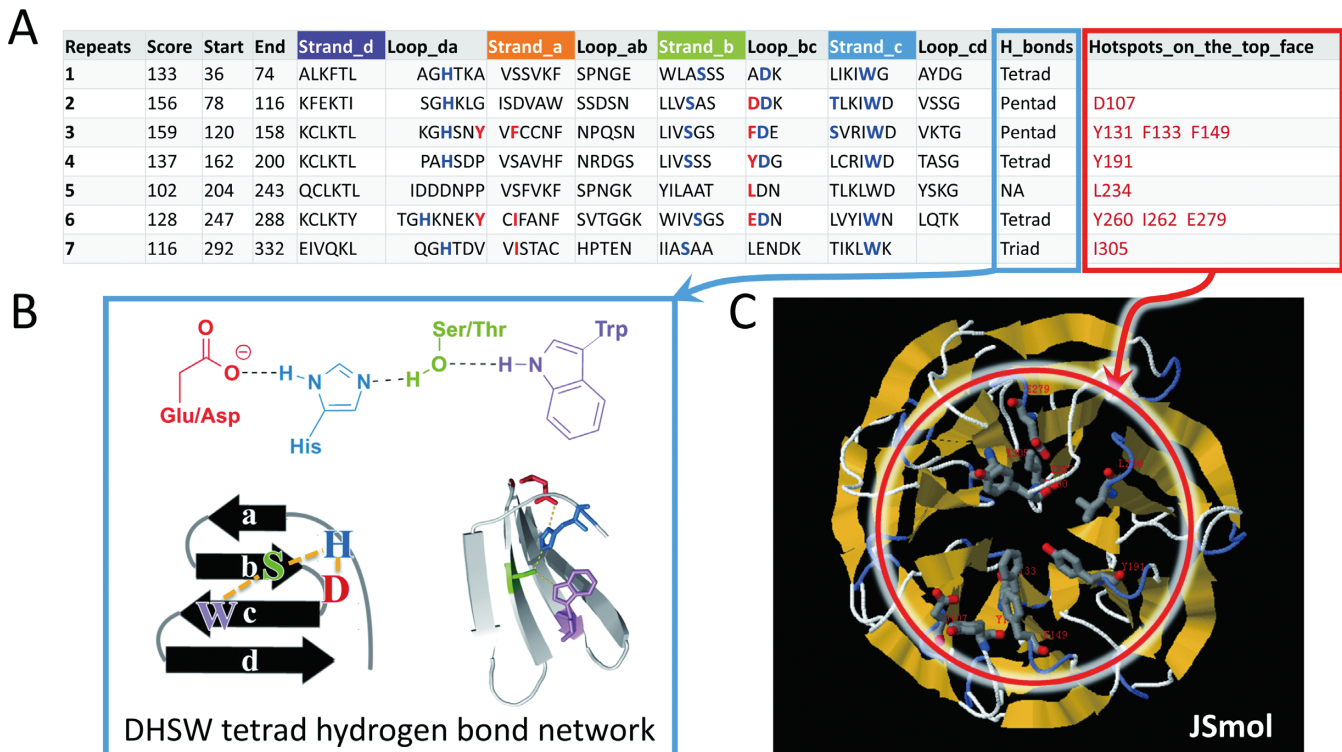 A
Repeats Score Start End Strand_d Loop_da Strand_a Loop_ab Strand_b Loop_bc Strand_c Loop_cd H_bonds Hotspots_on_the_top_face
1 133 36 74 ALKFTL AGHTKA VSSVKF SPNGE WLASSS ADK LIKIWG AYDG Tetrad
2 156 78 116 KFEKTI SGHKLG ISDVAW SSDSN LLVSAS DDK TLKIWD VSSG Pentad D107
3 159 120 158 KCLKTL KGHSNY VFCCNF NPQSN LIVSGS FDE SVRIWD VKTG Pentad Y131 F133 F149
4 137 162 200 KCLKTL PAHSDP VSAVHF NRDGS LIVSSS YDG LCRIWD TASG Tetrad Y191
5 102 204 243 QCLKTL IDDDNPP VSFVKF SPNGK YILAAT LDN TLKLWD YSKG NA L234
6 128 247 288 KCLKTY TGHKNEKY CIFANF SVTGGK WIVSGS EDN LVYIWN LQTK Tetrad Y260 I262 E279
7 116 292 332 EIVQKL QGHTDV VISTAC HPTEN IIASAA LENDK TIKLWK Triad I305
B
O
O
⊖
Glu/Asp
H
N
N
His
Ser/Thr
H
O
H
N
Trp
a
b
S
H
D
W
c
d
DHSW tetrad hydrogen bond network
C
E279
Y191
JSmol